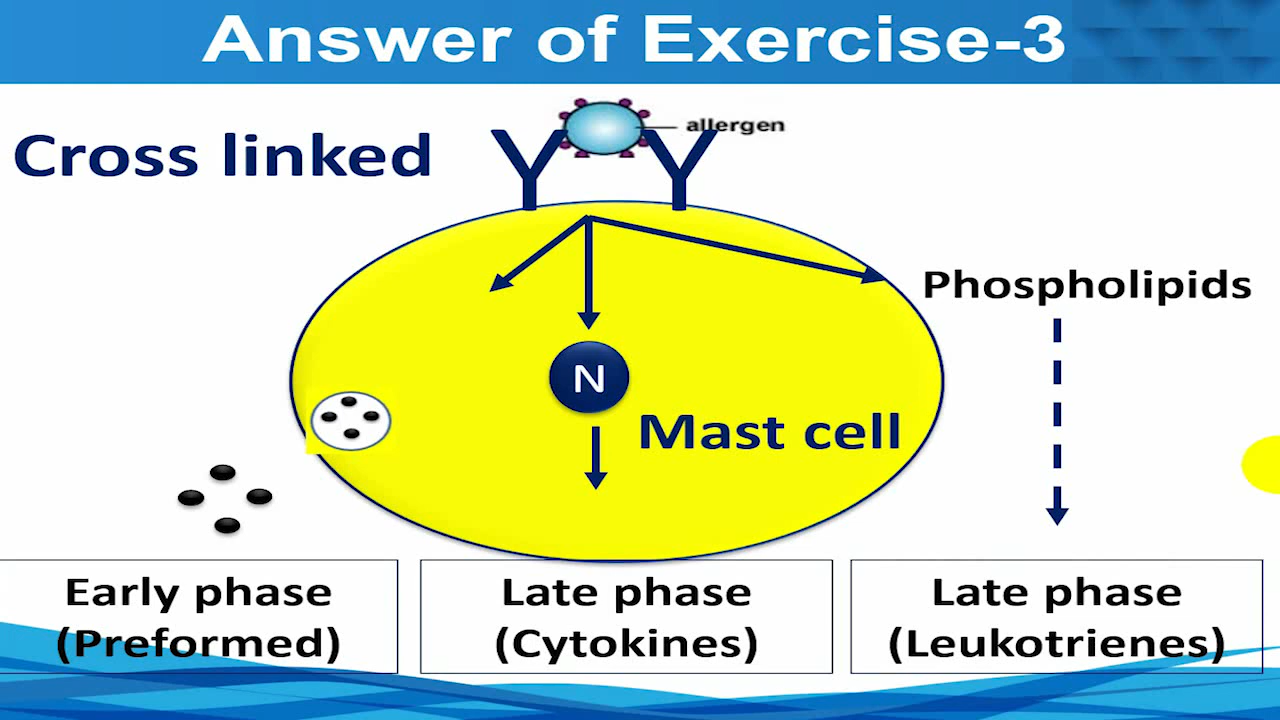 Answer of Exercise-3
allergen
Cross linked
Phospholipids
N
Mast cell
Early phase
(Preformed)
Late phase
(Cytokines)
Late phase
(Leukotrienes)